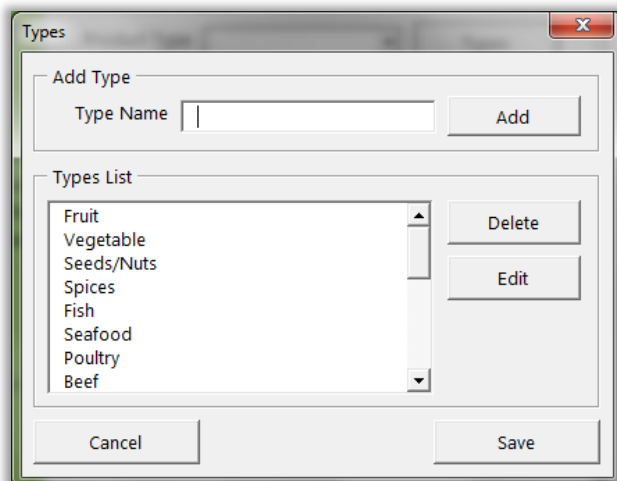 Types
Add Type
Type Name
Add
Types List
Fruit
Vegetable
Seeds/Nuts
Spices
Fish
Seafood
Poultry
Beef
Delete
Edit
Cancel
Save